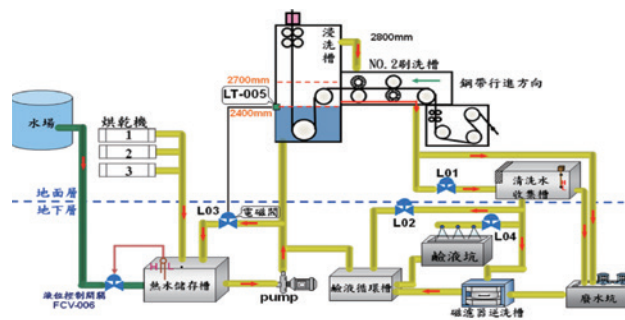 浸洗槽
2800mm
NO.2刷洗槽
鋼帶行進方向
2700mm
LT-005
2400mm
水塲
烘乾機
1
2
3
L01
清洗水
收集槽
H
地面層
地下層
L03
電磁閥
L02
L04
鹼液坑
H
L
熱水儲存槽
液位控制開關
FCV-006
pump
鹼液循環槽
磁濾器逆洗槽
廢水坑